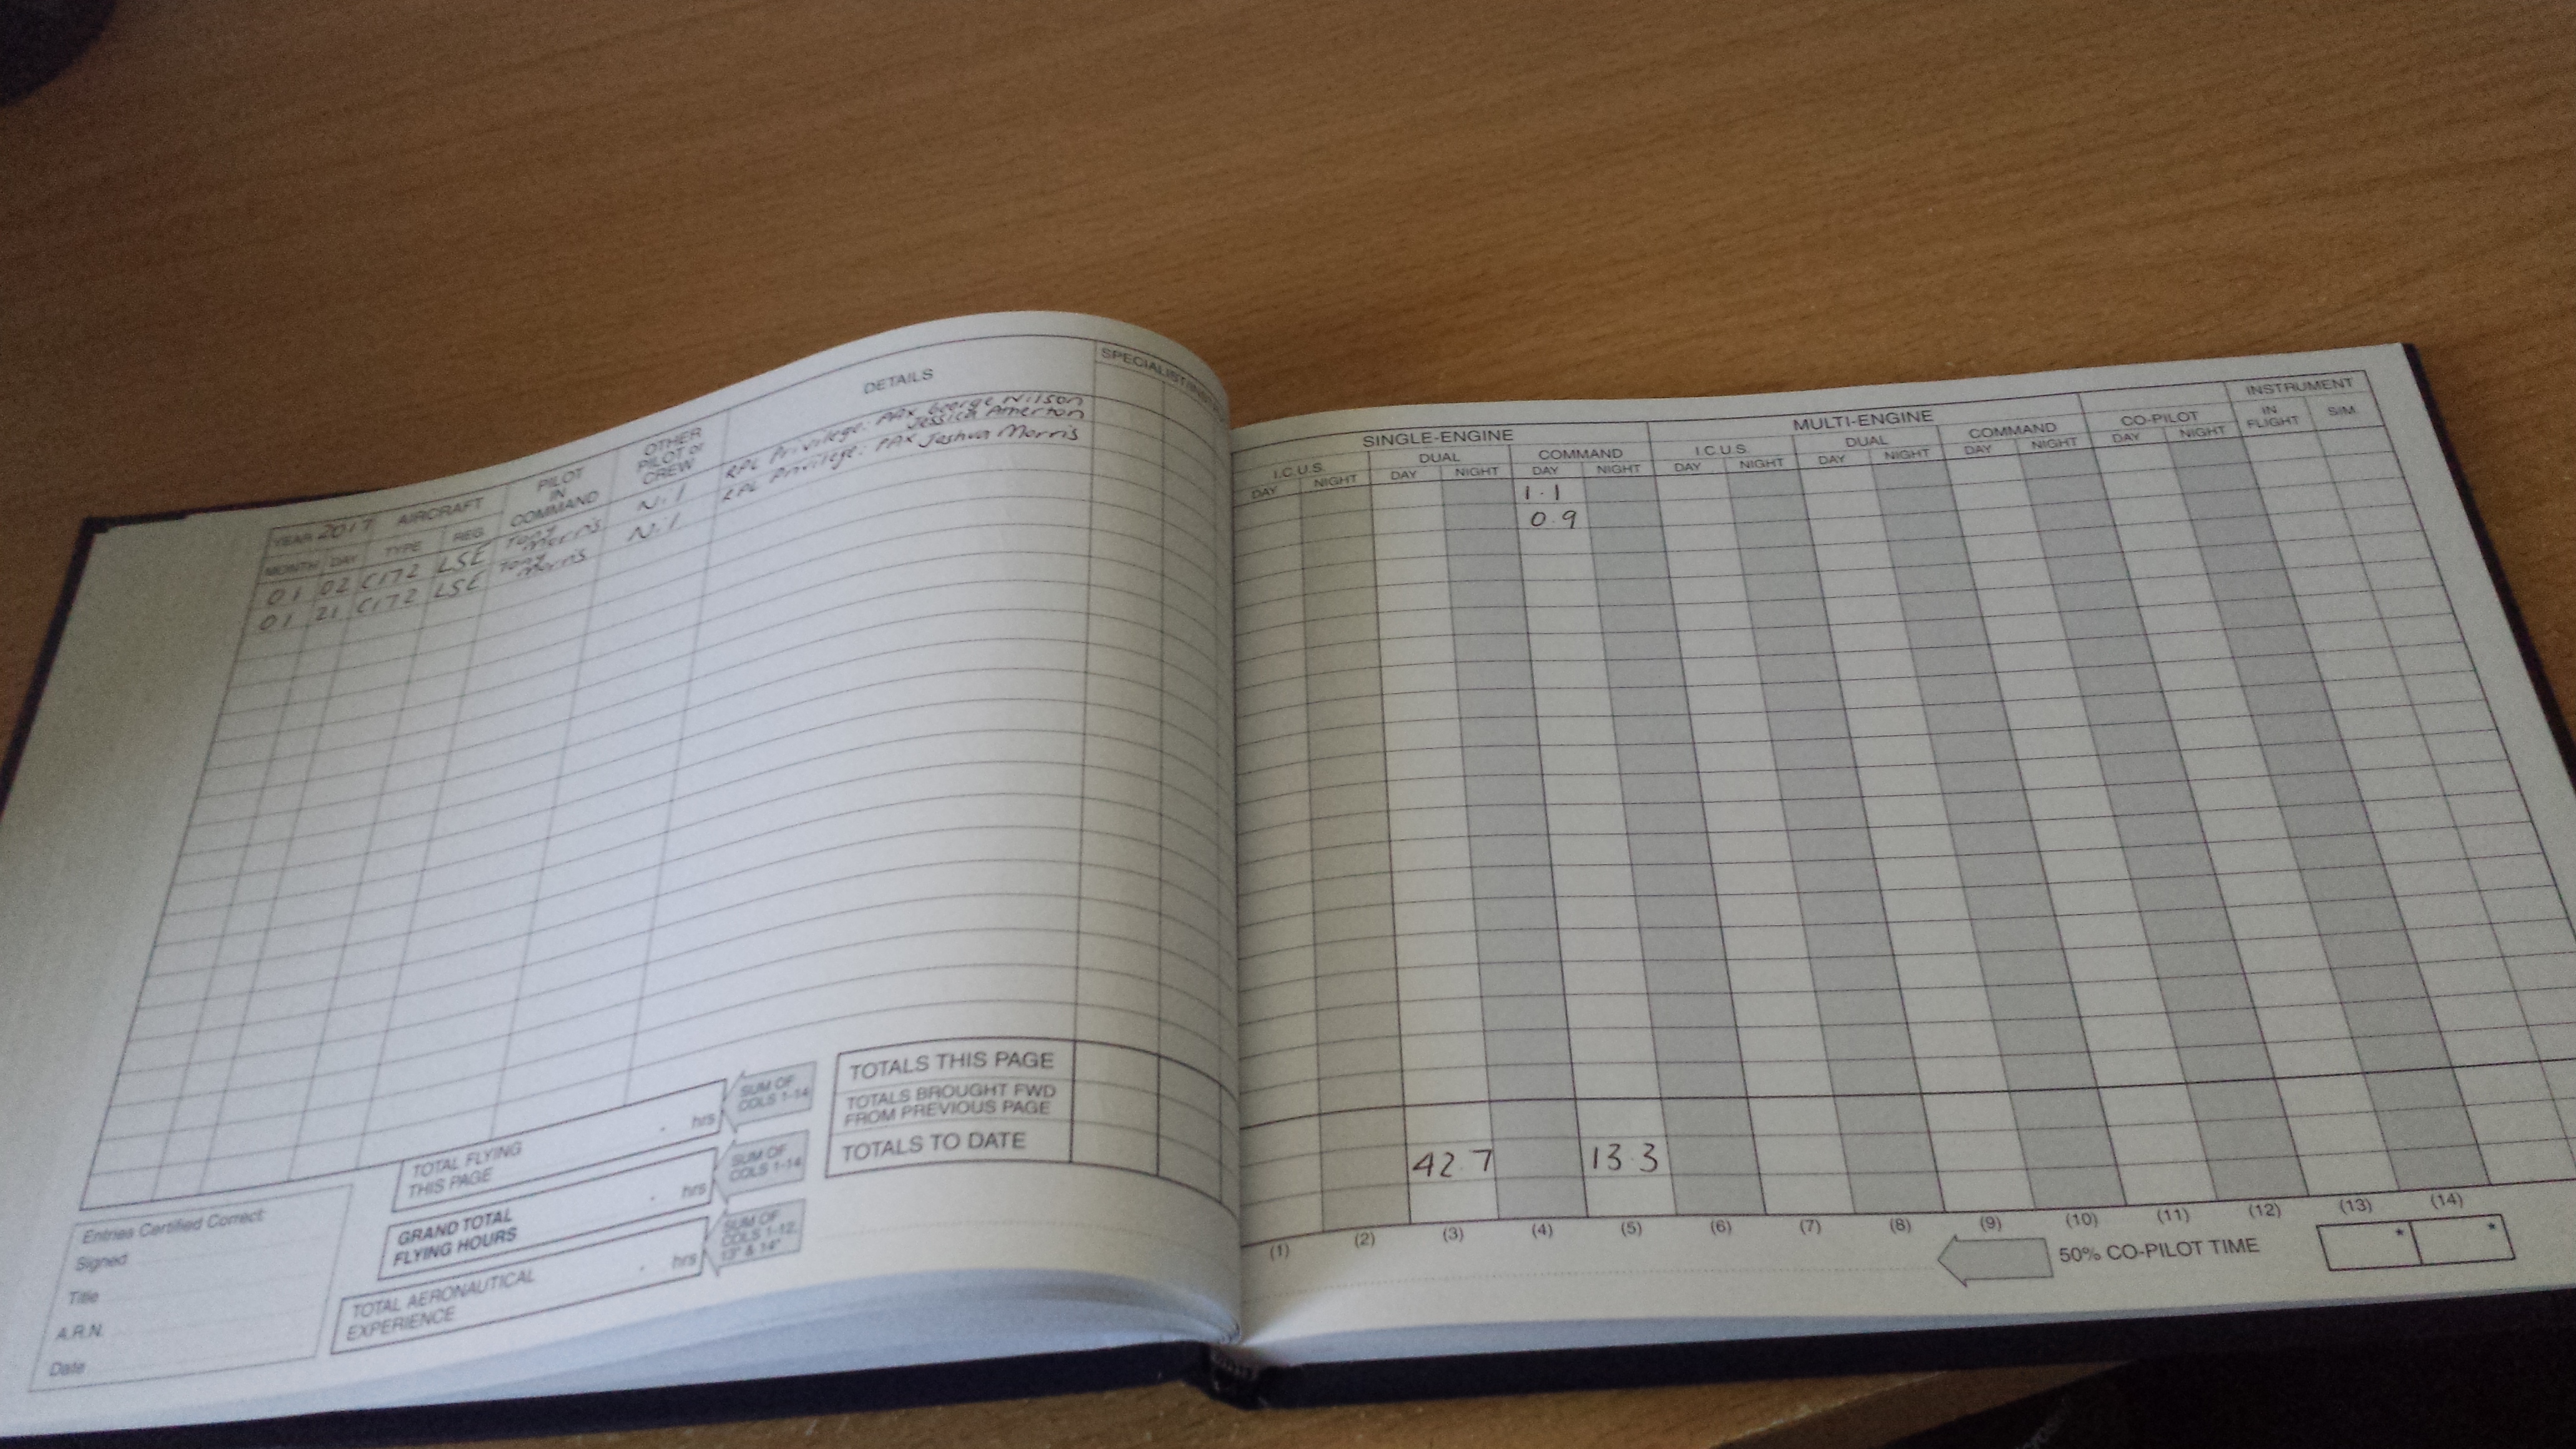 YEAR 2017
AIRCRAFT
PILOT IN COMMAND
OTHER PILOT or CREW
DETAILS
MONTH DAY TYPE REG
01 02 C172 LSE Tony Morris Nil RPL Privilege: PAX George Nilson
Jessica Atherton
01 21 C172 LSE Tony Morris Nil RPL Privilege: PAX Joshua Morris
TOTALS THIS PAGE
TOTALS BROUGHT FWD
FROM PREVIOUS PAGE
TOTALS TO DATE
TOTAL FLYING
THIS PAGE
. hrs
SUM OF
COLS 1-14
GRAND TOTAL
FLYING HOURS
. hrs
SUM OF
COLS 1-14
TOTAL AERONAUTICAL
EXPERIENCE
. hrs
SUM OF
COLS 1-12,
13* & 14*
Entries Certified Correct:
Signed
Title
A.R.N.
Date
SINGLE-ENGINE MULTI-ENGINE INSTRUMENT
I.C.U.S. DUAL COMMAND I.C.U.S. DUAL COMMAND CO-PILOT IN FLIGHT SIM.
DAY NIGHT DAY NIGHT DAY NIGHT DAY NIGHT DAY NIGHT DAY NIGHT DAY NIGHT
1.1
0.9
42.7 13.3
(1) (2) (3) (4) (5) (6) (7) (8) (9) (10) (11) (12) (13) (14)
50% CO-PILOT TIME * *